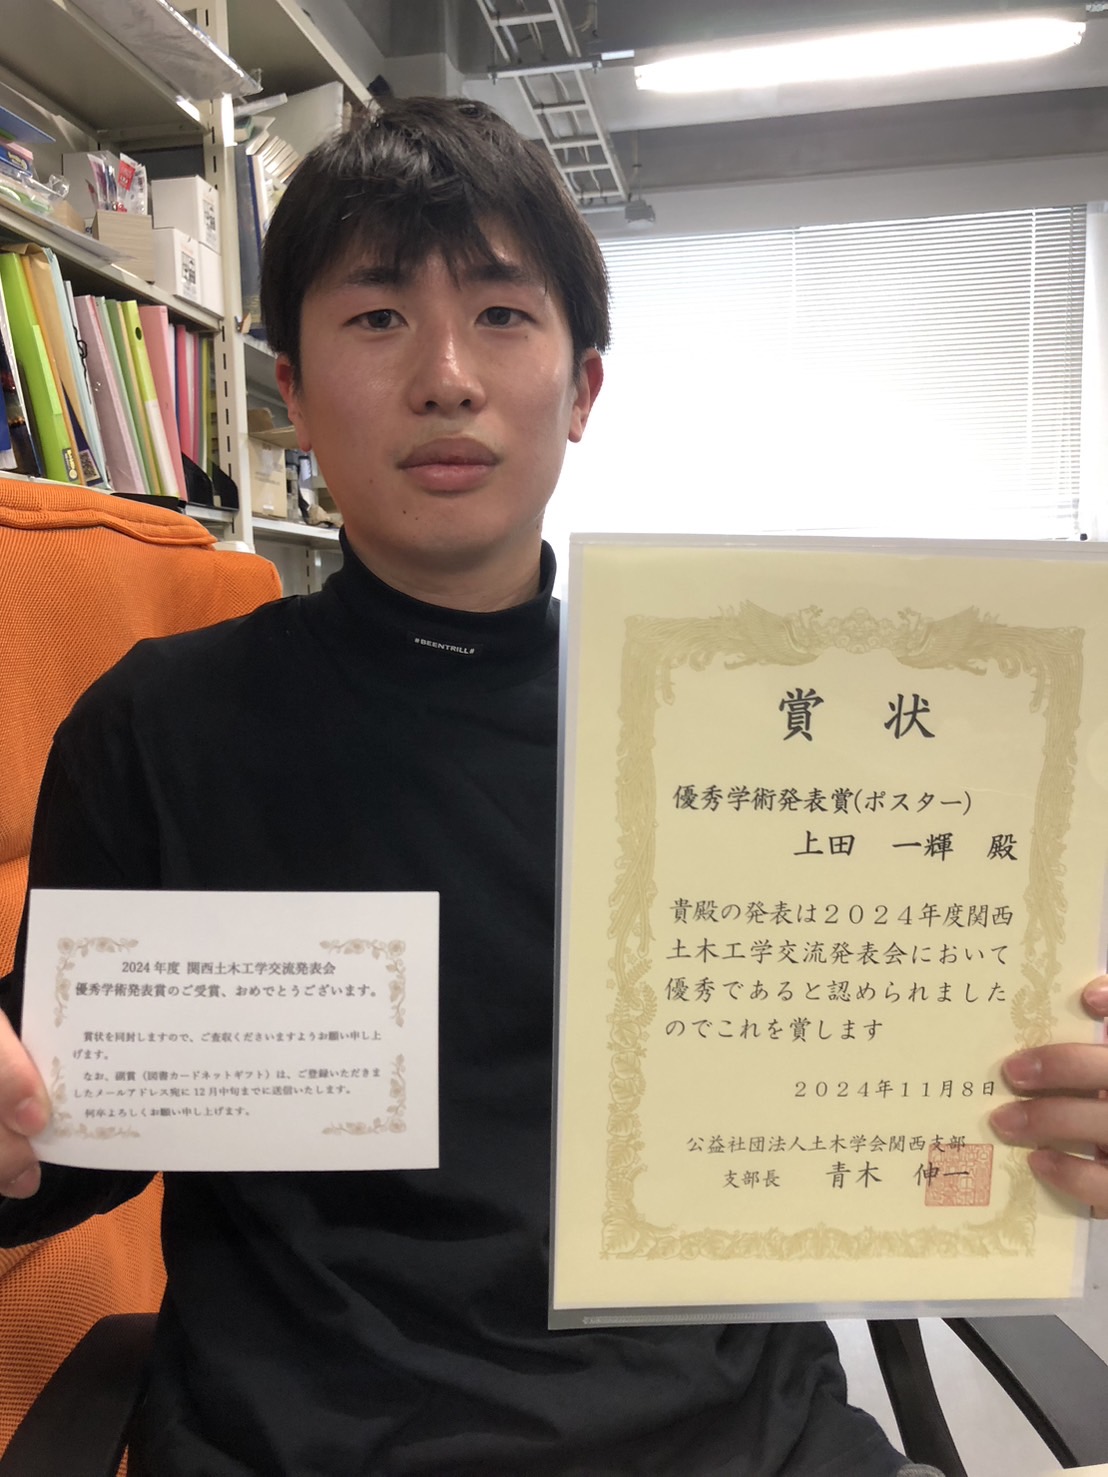 #BEENTRILL#
賞 状
優秀学術発表賞(ポスター)
上田 一輝 殿
貴殿の発表は２０２４年度関西
土木工学交流発表会において
優秀であると認められました
のでこれを賞します
２０２４年１１月８日
公益社団法人土木学会関西支部
支部長 青木 伸一
2024 年度 関西土木工学交流発表会
優秀学術発表賞のご受賞、おめでとうございます。
賞状を同封しますので、ご査収くださいますようお願い申し上
げます。
なお、副賞（図書カードネットギフト）は、ご登録いただきま
したメールアドレス宛に 12 月中旬までに送信いたします。
何卒よろしくお願い申し上げます。